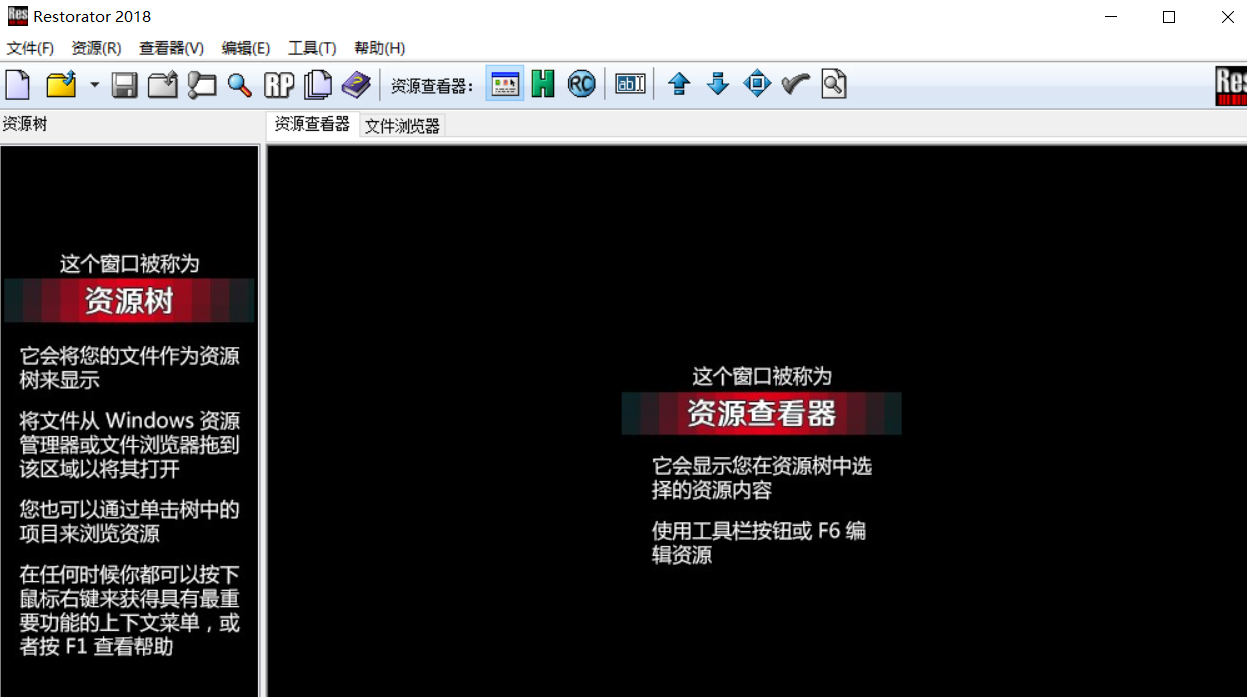 Res Restorator 2018
文件(F) 资源(R) 查看器(V) 编辑(E) 工具(T) 帮助(H)
RP 资源查看器： H RC abI Res
资源树 资源查看器 文件浏览器
这个窗口被称为
资源树
它会将您的文件作为资源
树来显示
将文件从 Windows 资源
管理器或文件浏览器拖到
该区域以将其打开
您也可以通过单击树中的
项目来浏览资源
在任何时候你都可以按下
鼠标右键来获得具有最重
要功能的上下文菜单，或
者按 F1 查看帮助
这个窗口被称为
资源查看器
它会显示您在资源树中选
择的资源内容
使用工具栏按钮或 F6 编
辑资源